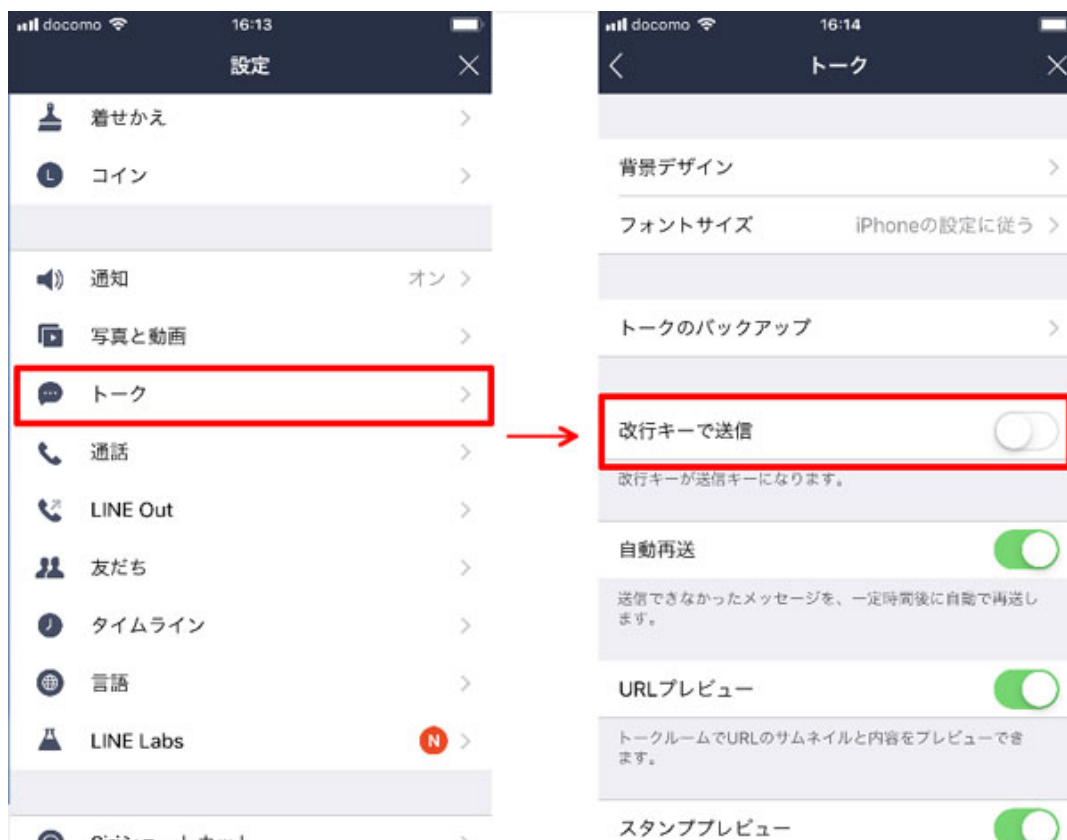 docomo 16:13
設定
着せかえ
コイン
通知 オン
写真と動画
トーク
通話
LINE Out
友だち
タイムライン
言語
LINE Labs N
docomo 16:14
トーク
背景デザイン
フォントサイズ iPhoneの設定に従う
トークのバックアップ
改行キーで送信
改行キーが送信キーになります。
自動再送
送信できなかったメッセージを、一定時間後に自動で再送し
ます。
URLプレビュー
トークルームでURLのサムネイルと内容をプレビューでき
ます。
スタンププレビュー